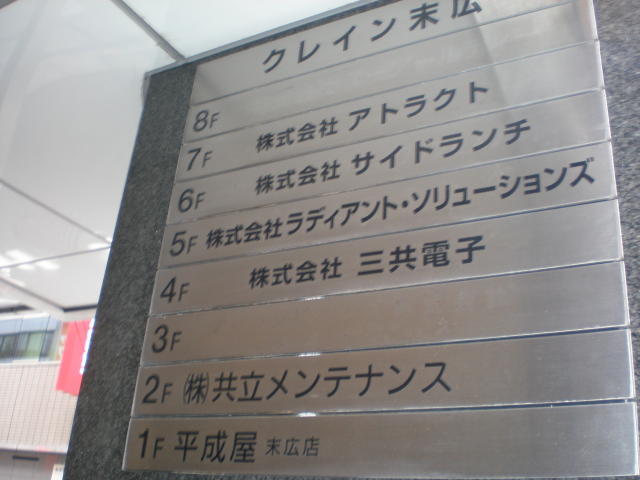 クレイン末広
8F
7F 株式会社 アトラクト
6F 株式会社 サイドランチ
5F 株式会社ラディアント・ソリューションズ
4F 株式会社 三共電子
3F
2F ㈱共立メンテナンス
1F 平成屋 末広店